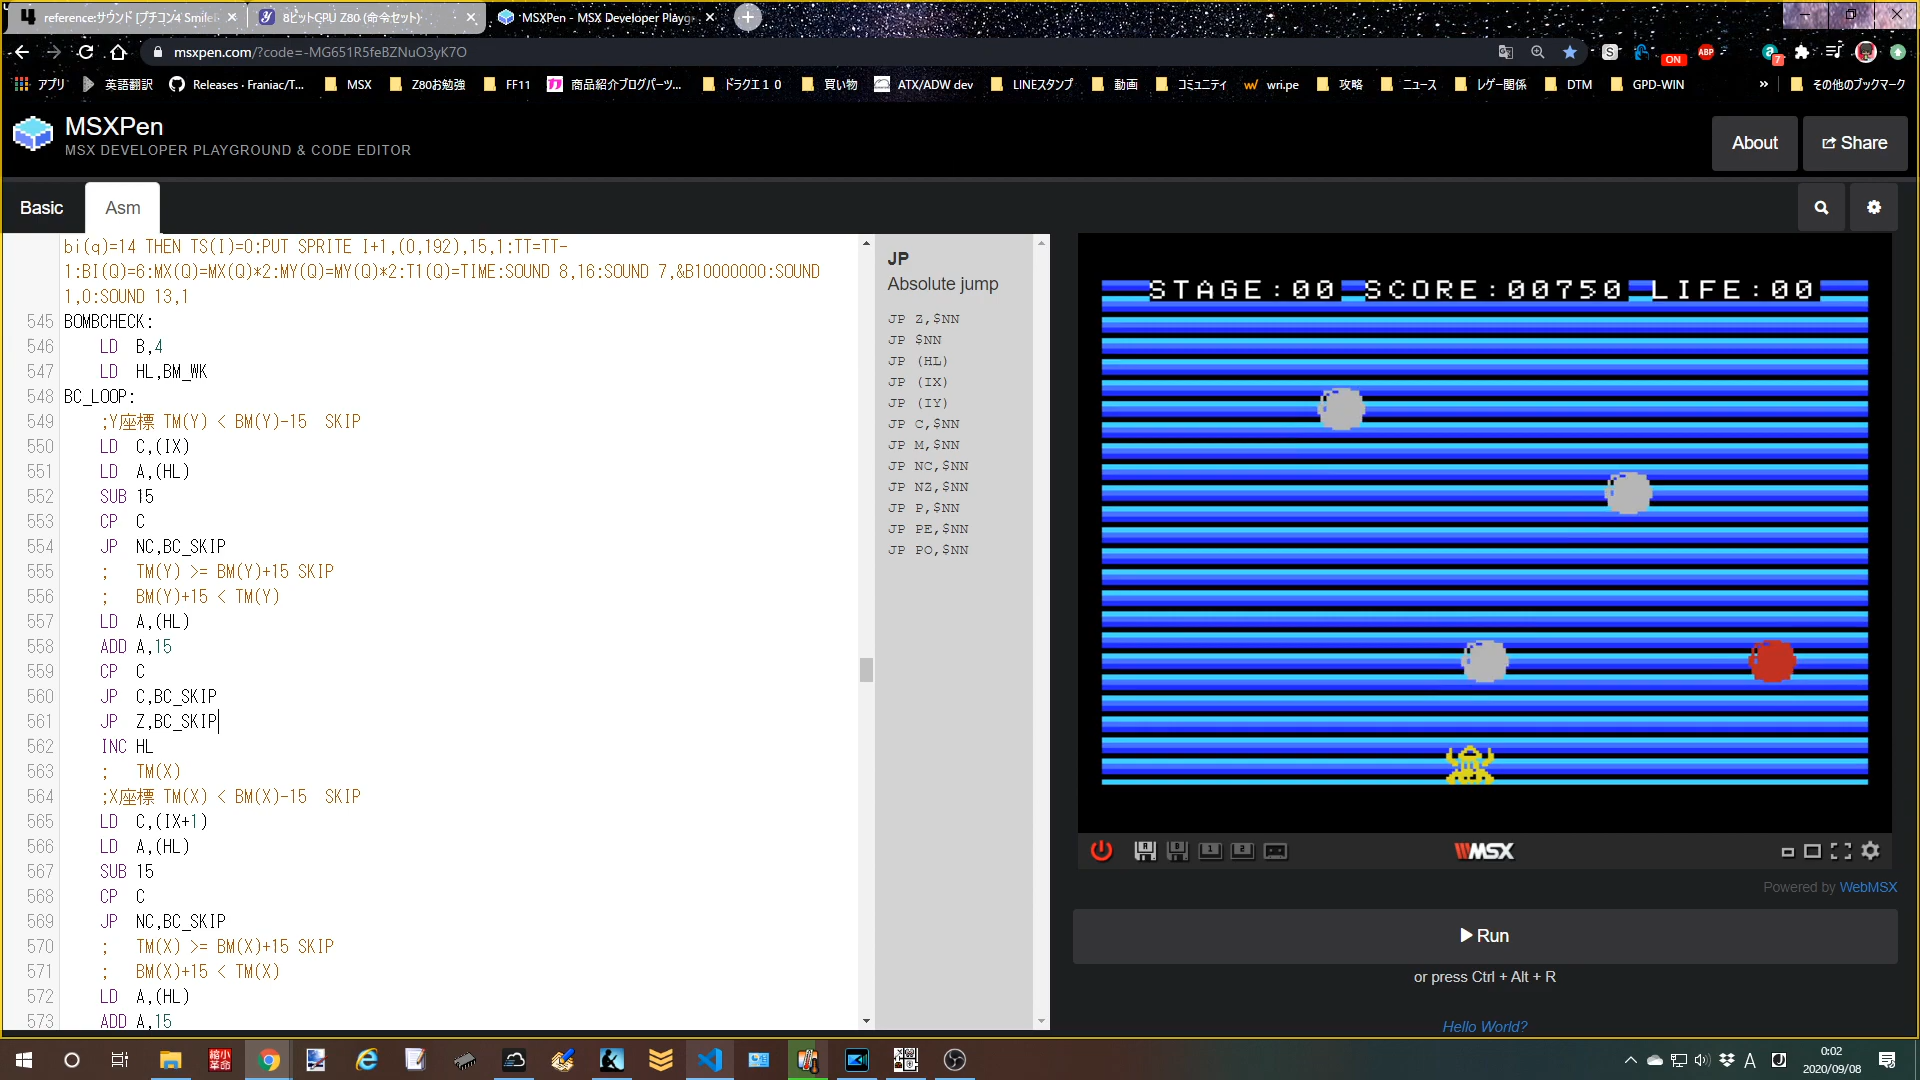 reference:サウンド [プチコン4 Smile
8ビットCPU Z80 (命令セット)
MSXPen - MSX Developer Playg
msxpen.com/?code=-MG651R5feBZNuO3yK7O
アプリ 英語翻訳 Releases · Franiac/T... MSX Z80お勉強 FF11 商品紹介ブログパーツ... ドラクエ１０ 買い物 ATX/ADW dev LINEスタンプ 動画 コミュニティ wri.pe 攻略 ニュース レゲー関係 DTM GPD-WIN » その他のブックマーク
ON ABP 7
MSXPen
MSX DEVELOPER PLAYGROUND & CODE EDITOR
About Share
Basic Asm
bi(q)=14 THEN TS(I)=0:PUT SPRITE I+1,(0,192),15,1:TT=TT-
1:BI(Q)=6:MX(Q)=MX(Q)*2:MY(Q)=MY(Q)*2:T1(Q)=TIME:SOUND 8,16:SOUND 7,&B10000000:SOUND
1,0:SOUND 13,1
545 BOMBCHECK:
546 LD B,4
547 LD HL,BM_WK
548 BC_LOOP:
549 ;Y座標 TM(Y) < BM(Y)-15 SKIP
550 LD C,(IX)
551 LD A,(HL)
552 SUB 15
553 CP C
554 JP NC,BC_SKIP
555 ; TM(Y) >= BM(Y)+15 SKIP
556 ; BM(Y)+15 < TM(Y)
557 LD A,(HL)
558 ADD A,15
559 CP C
560 JP C,BC_SKIP
561 JP Z,BC_SKIP
562 INC HL
563 ; TM(X)
564 ;X座標 TM(X) < BM(X)-15 SKIP
565 LD C,(IX+1)
566 LD A,(HL)
567 SUB 15
568 CP C
569 JP NC,BC_SKIP
570 ; TM(X) >= BM(X)+15 SKIP
571 ; BM(X)+15 < TM(X)
572 LD A,(HL)
573 ADD A,15
JP
Absolute jump
JP Z,$NN
JP $NN
JP (HL)
JP (IX)
JP (IY)
JP C,$NN
JP M,$NN
JP NC,$NN
JP NZ,$NN
JP P,$NN
JP PE,$NN
JP PO,$NN
STAGE:00 SCORE:00750 LIFE:00
MSX
Powered by WebMSX
Run
or press Ctrl + Alt + R
Hello World?
縮小革命
A
0:02
2020/09/08